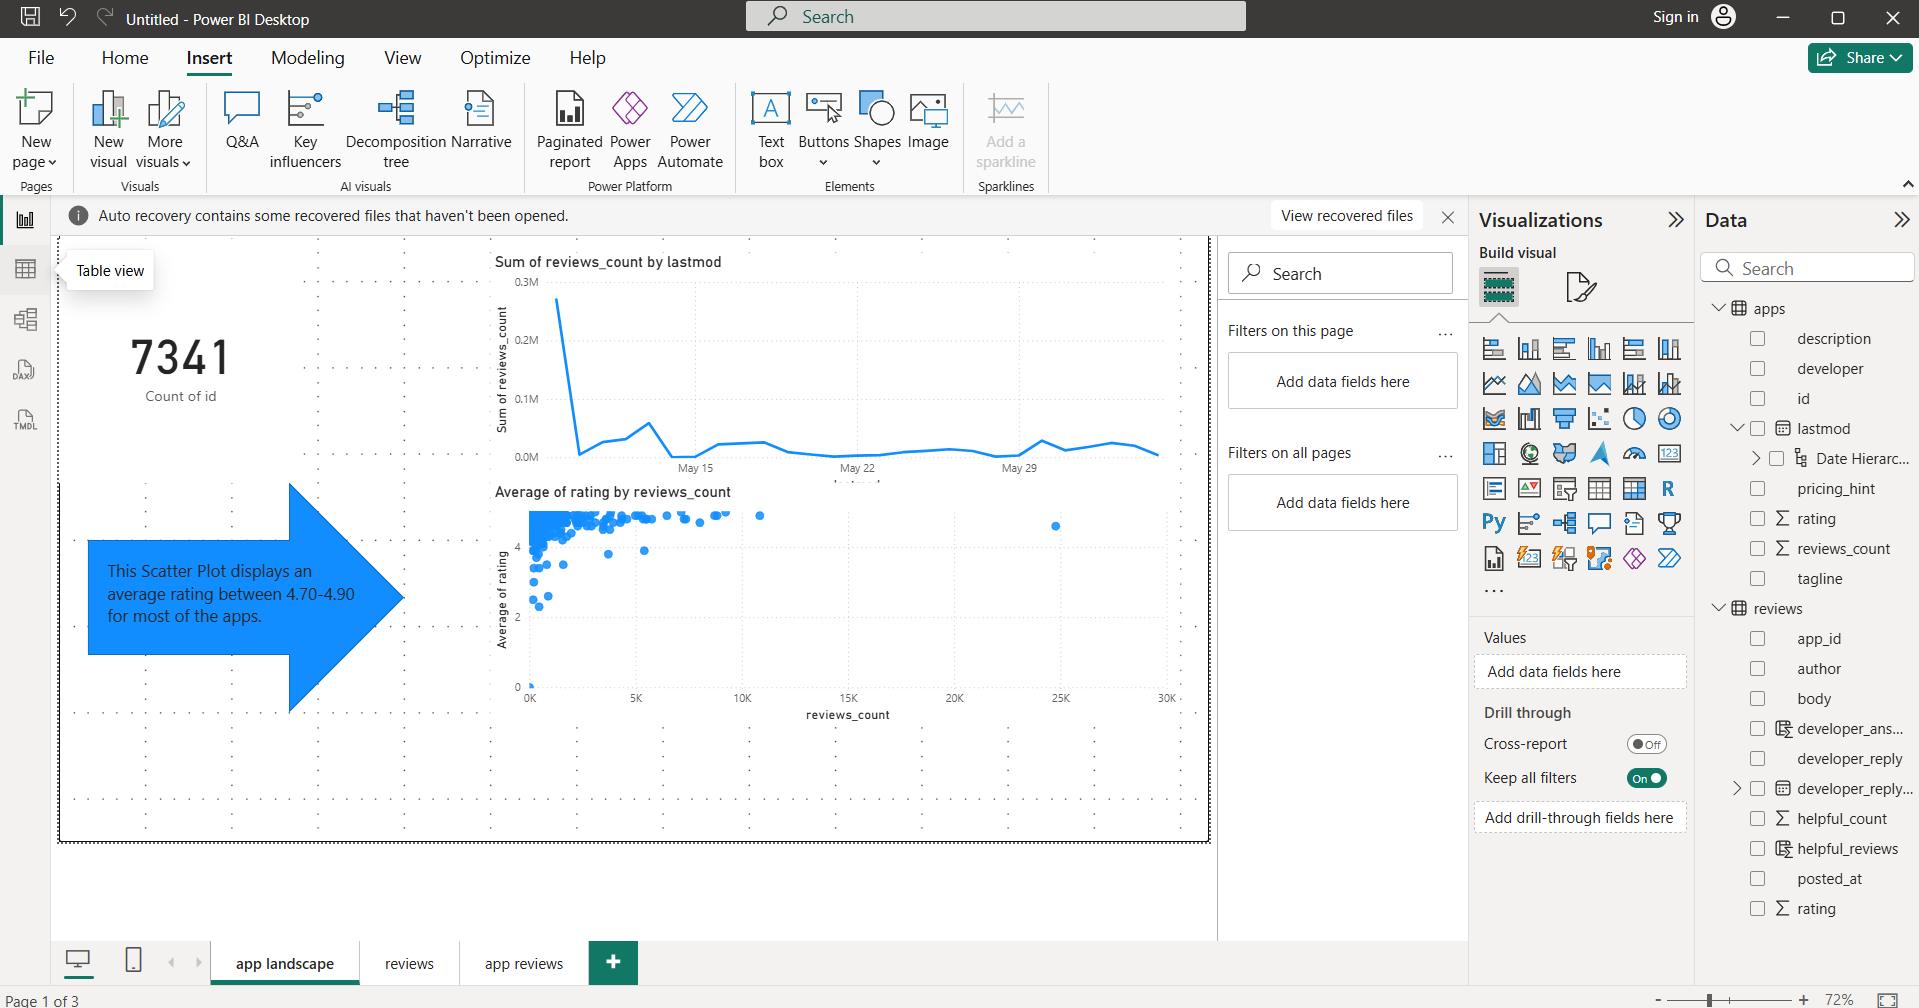 Untitled - Power BI Desktop
Search
Sign in
File
Home
Insert
Modeling
View
Optimize
Help
Share
New page
New visual
More visuals
Q&A
Key influencers
Decomposition tree
Narrative
Paginated report
Power Apps
Power Automate
Text box
Buttons
Shapes
Image
Add a sparkline
Pages
Visuals
AI visuals
Power Platform
Elements
Sparklines
Auto recovery contains some recovered files that haven't been opened.
View recovered files
Table view
DAX
TMDL
7341
Count of id
Sum of reviews_count by lastmod
Sum of reviews_count
0.3M
0.2M
0.1M
0.0M
May 15
May 22
May 29
This Scatter Plot displays an
average rating between 4.70-4.90
for most of the apps.
Average of rating by reviews_count
Average of rating
4
2
0
0K
5K
10K
15K
20K
25K
30K
reviews_count
Search
Filters on this page
...
Add data fields here
Filters on all pages
...
Add data fields here
Visualizations
Build visual
123
R
Py
123
...
Values
Add data fields here
Drill through
Cross-report
Off
Keep all filters
On
Add drill-through fields here
Data
Search
apps
description
developer
id
lastmod
Date Hierarc...
pricing_hint
rating
reviews_count
tagline
reviews
app_id
author
body
developer_ans...
developer_reply
developer_reply...
helpful_count
helpful_reviews
posted_at
rating
app landscape
reviews
app reviews
Page 1 of 3
72%